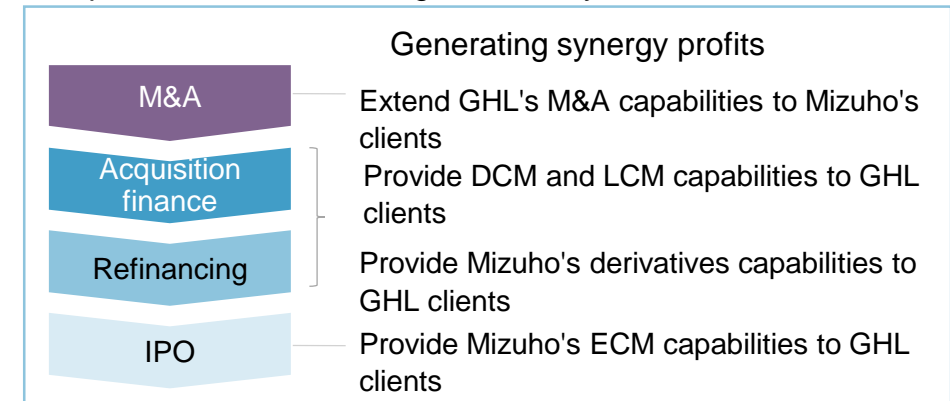 Generating synergy profits
M&A
Extend GHL's M&A capabilities to Mizuho's
clients
Acquisition
finance
Provide DCM and LCM capabilities to GHL
clients
Refinancing
Provide Mizuho's derivatives capabilities to
GHL clients
IPO
Provide Mizuho's ECM capabilities to GHL
clients